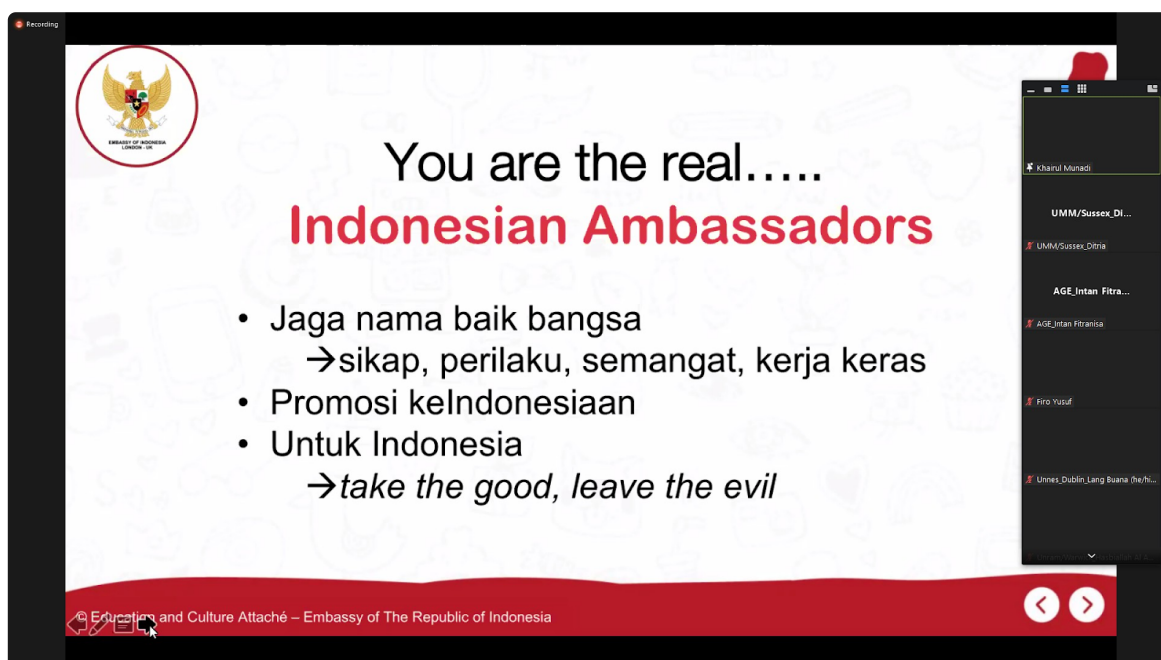 Recording
EMBASSY OF INDONESIA
LONDON - UK
You are the real…..
Indonesian Ambassadors
• Jaga nama baik bangsa
→sikap, perilaku, semangat, kerja keras
• Promosi keIndonesiaan
• Untuk Indonesia
→take the good, leave the evil
© Education and Culture Attaché – Embassy of The Republic of Indonesia
Khairul Munadi
UMM/Sussex_Di...
UMM/Sussex_Ditria
AGE_Intan Fitra...
AGE_Intan Fitranisa
Firo Yusuf
Unnes_Dublin_Lang Buana (he/hi...